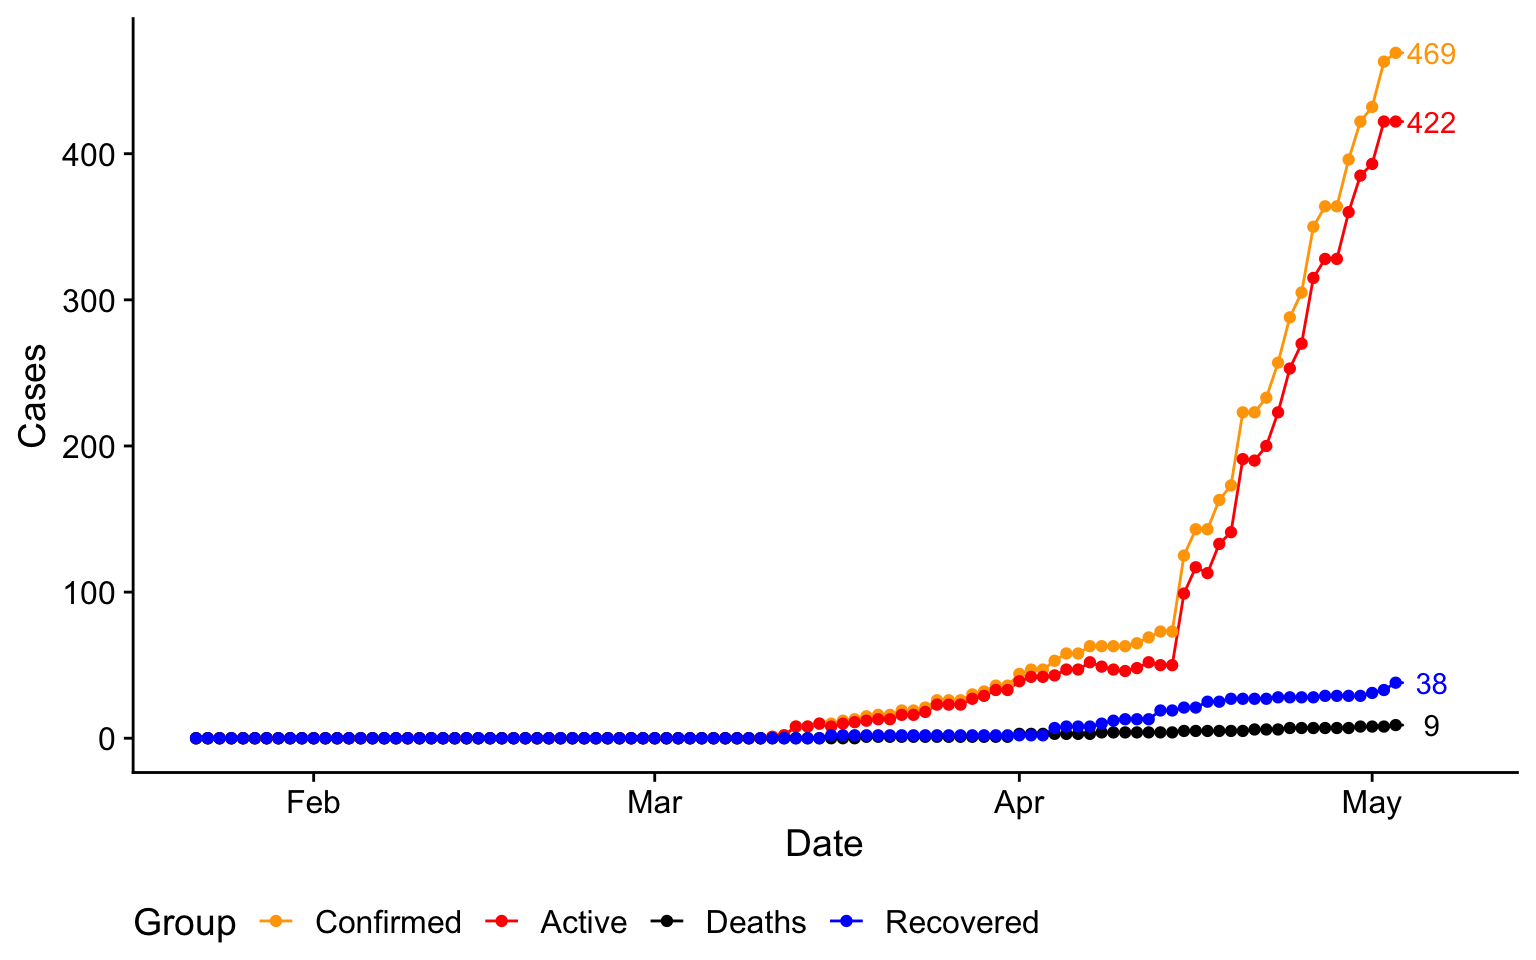 469
422
400
300
200
100
0
38
9
Cases
Feb Mar Apr May
Date
Group Confirmed Active Deaths Recovered